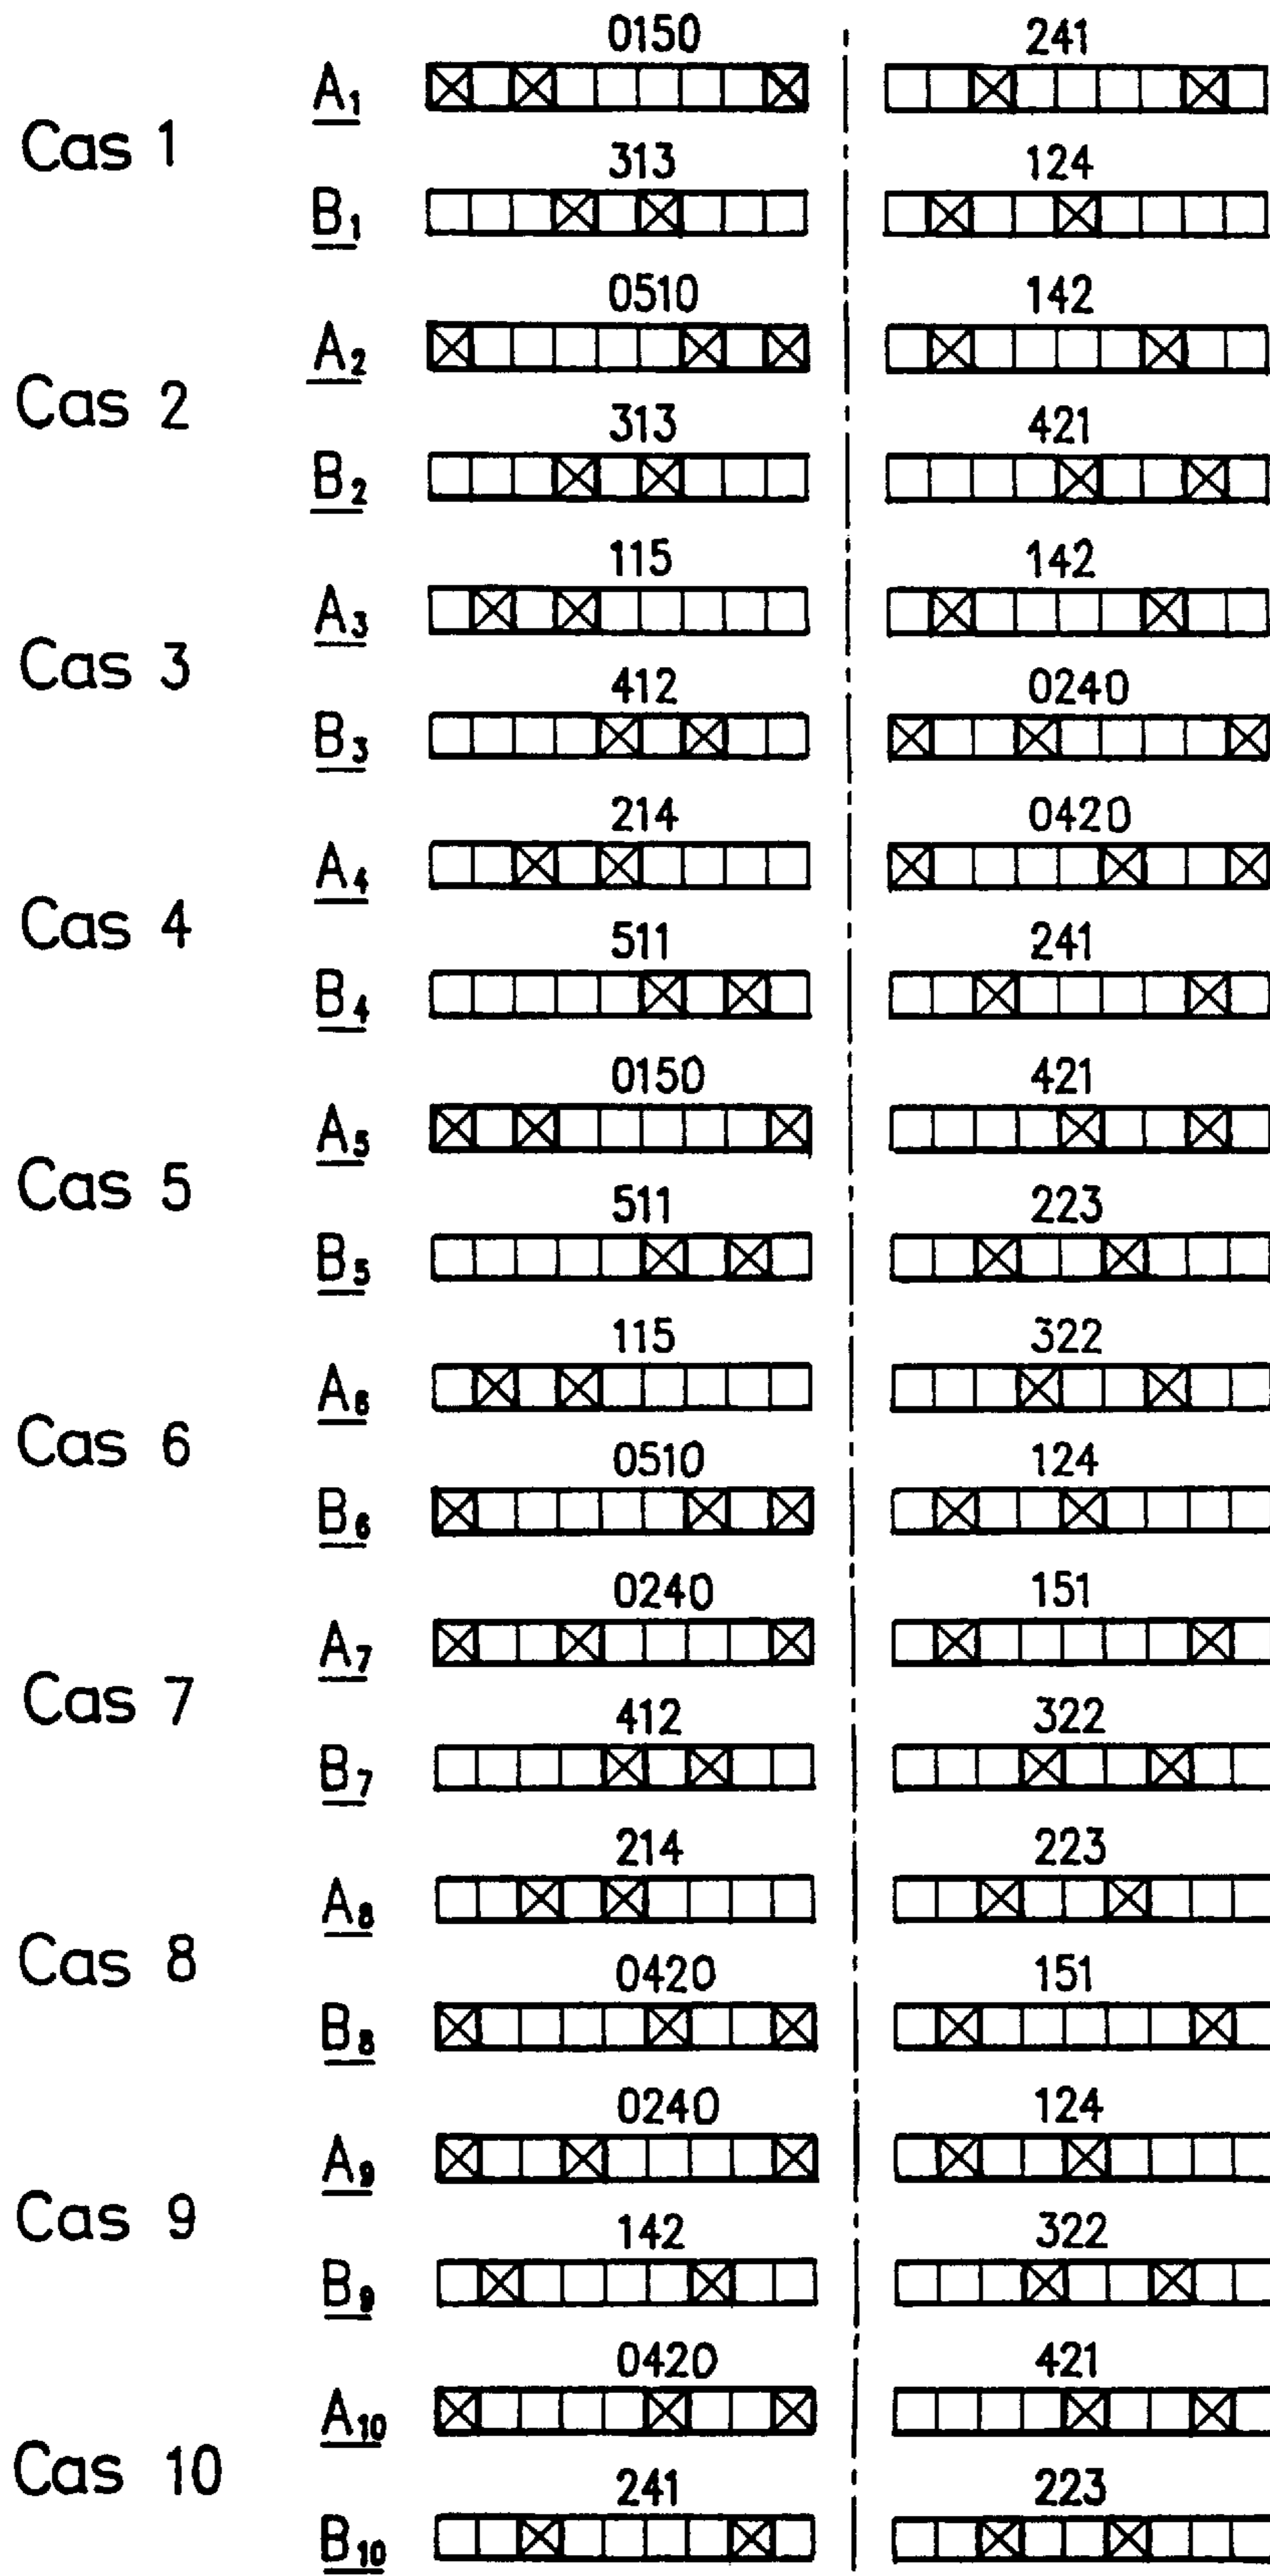 0150 241
A1
Cas 1
313 124
B1
0510 142
A2
Cas 2
313 421
B2
115 142
A3
Cas 3
412 0240
B3
214 0420
A4
Cas 4
511 241
B4
0150 421
A5
Cas 5
511 223
B5
115 322
A6
Cas 6
0510 124
B6
0240 151
A7
Cas 7
412 322
B7
214 223
A8
Cas 8
0420 151
B8
0240 124
A9
Cas 9
142 322
B9
0420 421
A10
Cas 10
241 223
B10